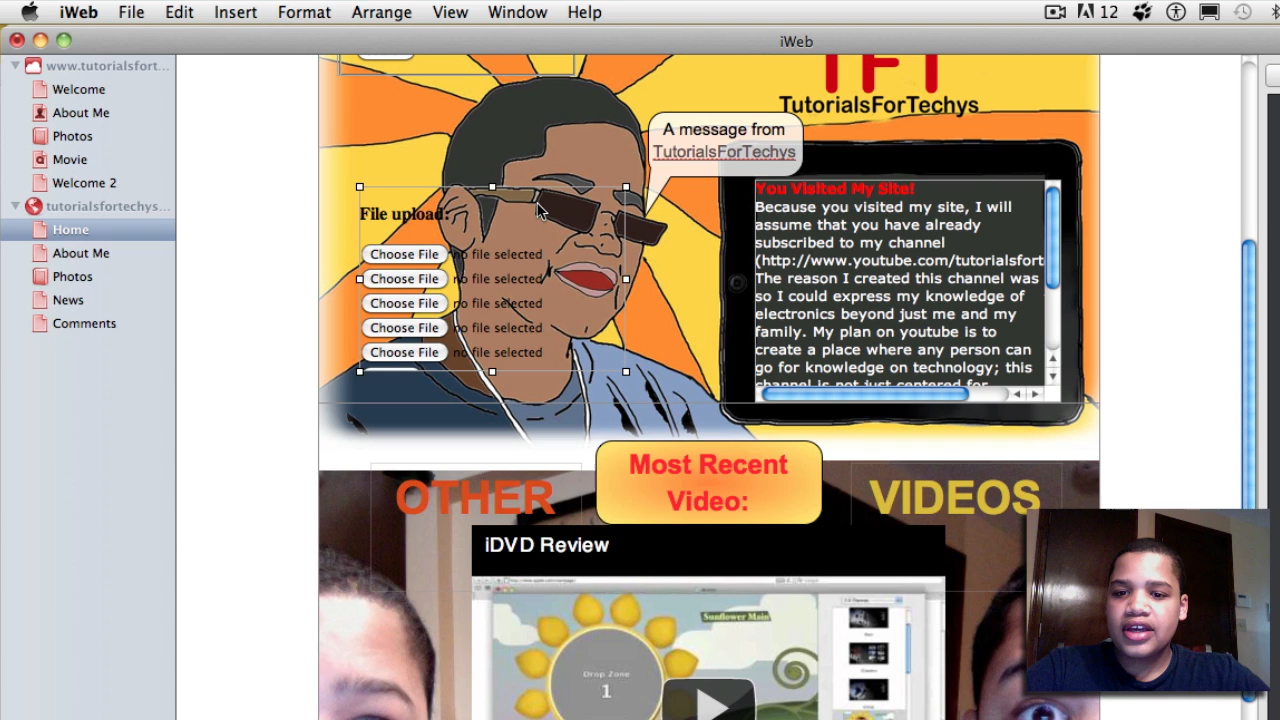 iWeb File Edit Insert Format Arrange View Window Help 12
iWeb
www.tutorialsfort...
Welcome
About Me
Photos
Movie
Welcome 2
tutorialsfortechys...
Home
About Me
Photos
News
Comments
TFT
TutorialsForTechys
A message from
TutorialsForTechys
File upload:
Choose File no file selected
Choose File no file selected
Choose File no file selected
Choose File no file selected
Choose File no file selected
You Visited My Site!
Because you visited my site, I will
assume that you have already
subscribed to my channel
(http://www.youtube.com/tutorialsfort
The reason I created this channel was
so I could express my knowledge of
electronics beyond just me and my
family. My plan on youtube is to
create a place where any person can
go for knowledge on technology; this
channel is not just centered for
OTHER
Most Recent
Video:
VIDEOS
iDVD Review
Sunflower Main
Drop Zone
1